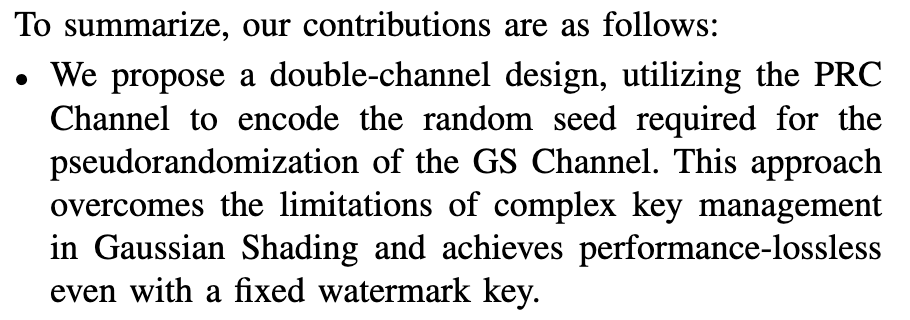 To summarize, our contributions are as follows:
• We propose a double-channel design, utilizing the PRC
Channel to encode the random seed required for the
pseudorandomization of the GS Channel. This approach
overcomes the limitations of complex key management
in Gaussian Shading and achieves performance-lossless
even with a fixed watermark key.